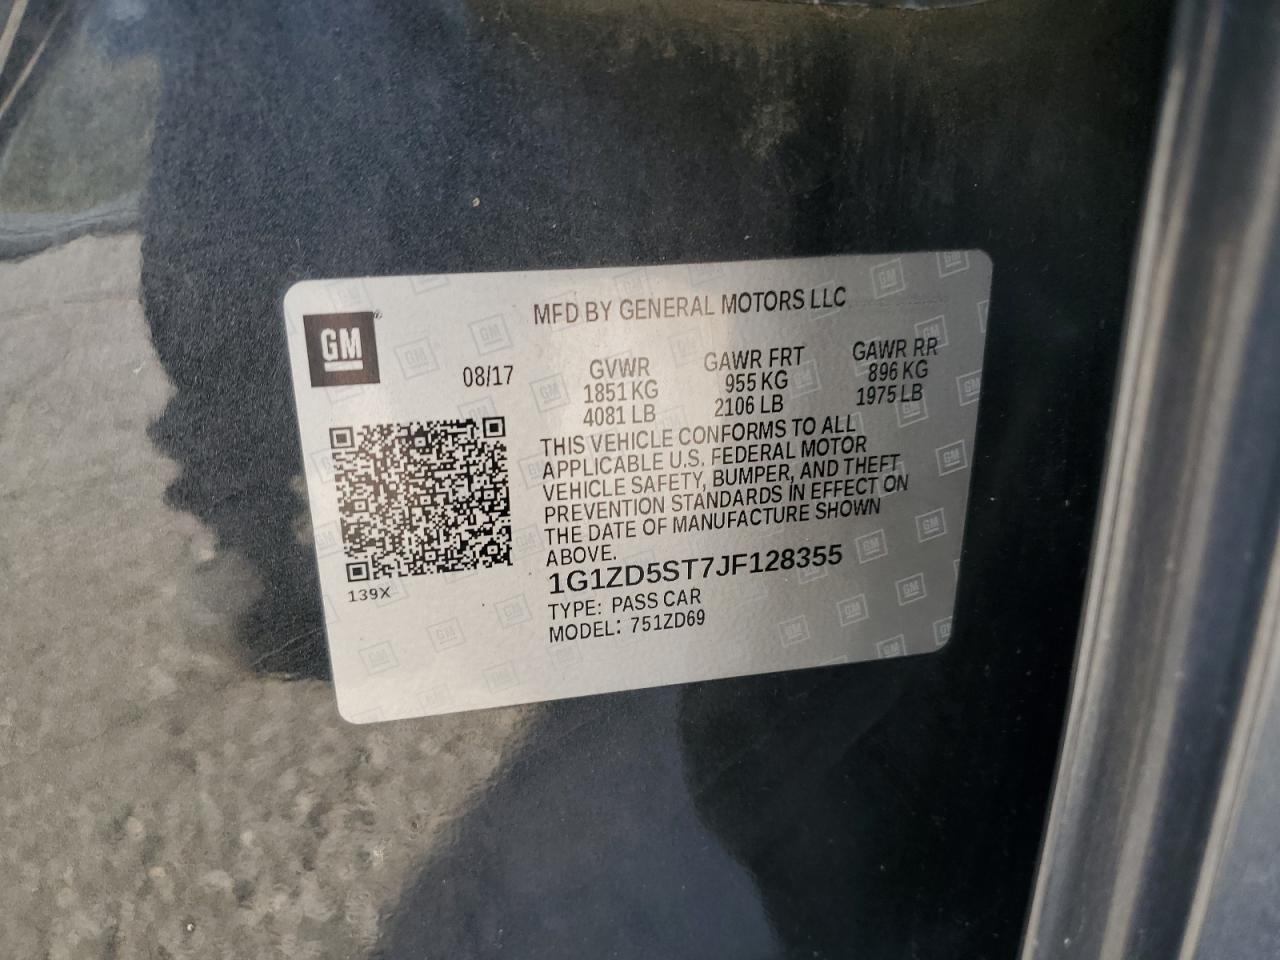 MFD BY GENERAL MOTORS LLC
GM
08/17
GVWR GAWR FRT GAWR RR
1851 KG 955 KG 896 KG
4081 LB 2106 LB 1975 LB
THIS VEHICLE CONFORMS TO ALL
APPLICABLE U.S. FEDERAL MOTOR
VEHICLE SAFETY, BUMPER, AND THEFT
PREVENTION STANDARDS IN EFFECT ON
THE DATE OF MANUFACTURE SHOWN
ABOVE.
139X
1G1ZD5ST7JF128355
TYPE: PASS CAR
MODEL: 751ZD69